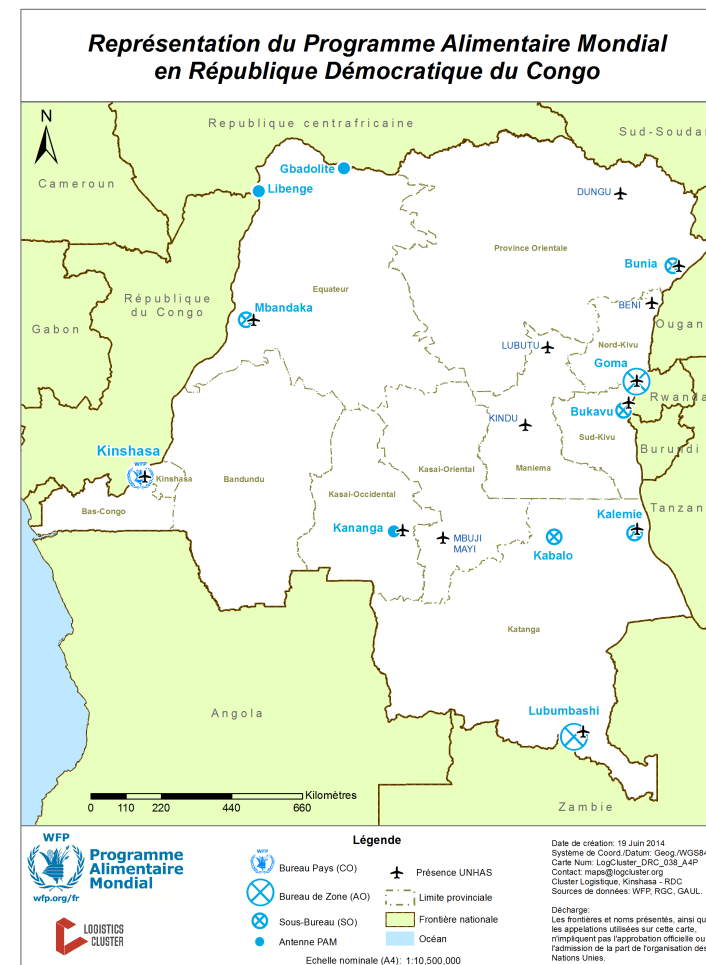 Représentation du Programme Alimentaire Mondial
en République Démocratique du Congo
N
Republique centrafricaine
Sud-Soudan
Cameroun
Gbadolite
Libenge
DUNGU
Province Orientale
Bunia
Equateur
République
du Congo
Mbandaka
BENI
Ougan
Gabon
LUBUTU
Nord-Kivu
Goma
Rwanda
Bukavu
KINDU
Sud-Kivu
Burundi
Kinshasa
WFP
Kinshasa
Bandundu
Kasai-Oriental
Maniema
Kasai-Occidental
Tanzan
Bas-Congo
Kalemie
Kananga
MBUJI
MAYI
Kabalo
Katanga
Lubumbashi
Angola
Kilomètres
0 110 220 440 660
Zambie
WFP
Programme
Alimentaire
Mondial
wfp.org/fr
LOGISTICS
CLUSTER
Légende
WFP
Bureau Pays (CO)
Bureau de Zone (AO)
Sous-Bureau (SO)
Antenne PAM
Présence UNHAS
Limite provinciale
Frontière nationale
Océan
Echelle nominale (A4): 1:10,500,000
Date de création: 19 Juin 2014
Système de Coord./Datum: Geog./WGS84
Carte Num: LogCluster_DRC_038_A4P
Contact: maps@logcluster.org
Cluster Logistique, Kinshasa - RDC
Sources de données: WFP, RGC, GAUL.
Décharge:
Les frontières et noms présentés, ainsi qu
les appelations utilisées sur cette carte,
n'impliquent pas l'approbation officielle ou
l'admission de la part de l'organisation des
Nations Unies.